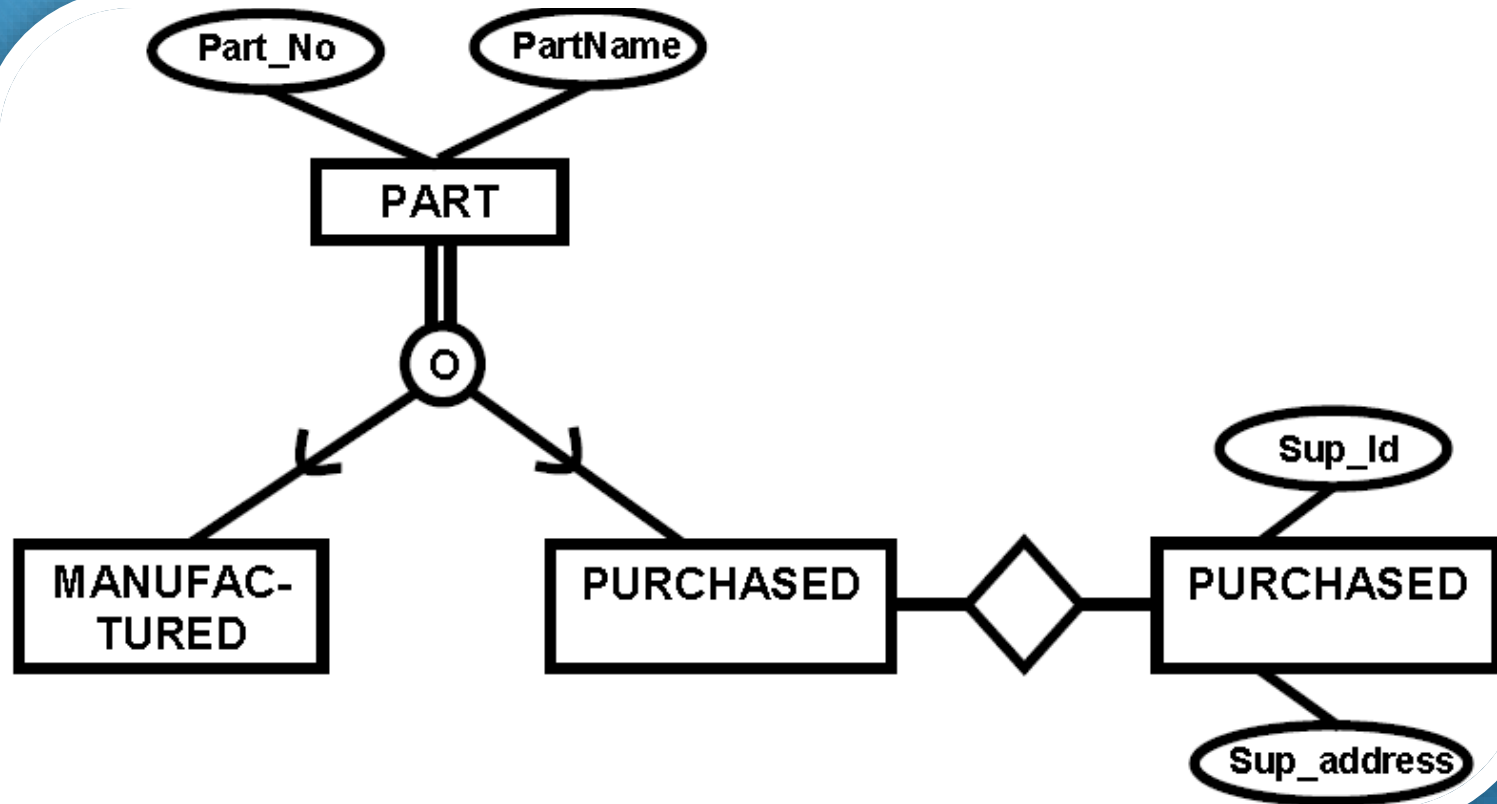 Part_No
PartName
PART
O
Sup_Id
MANUFAC-
TURED
PURCHASED
PURCHASED
Sup_address